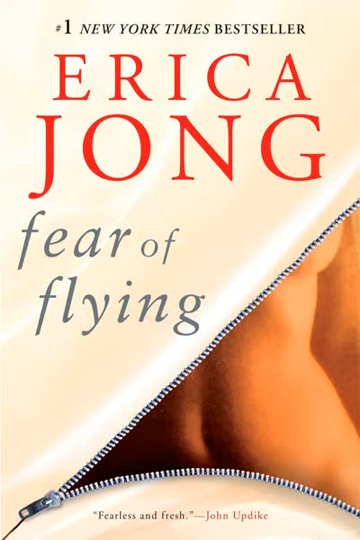 #1 NEW YORK TIMES BESTSELLER
ERICA
JONG
fear of
flying
"Fearless and fresh."—John Updike